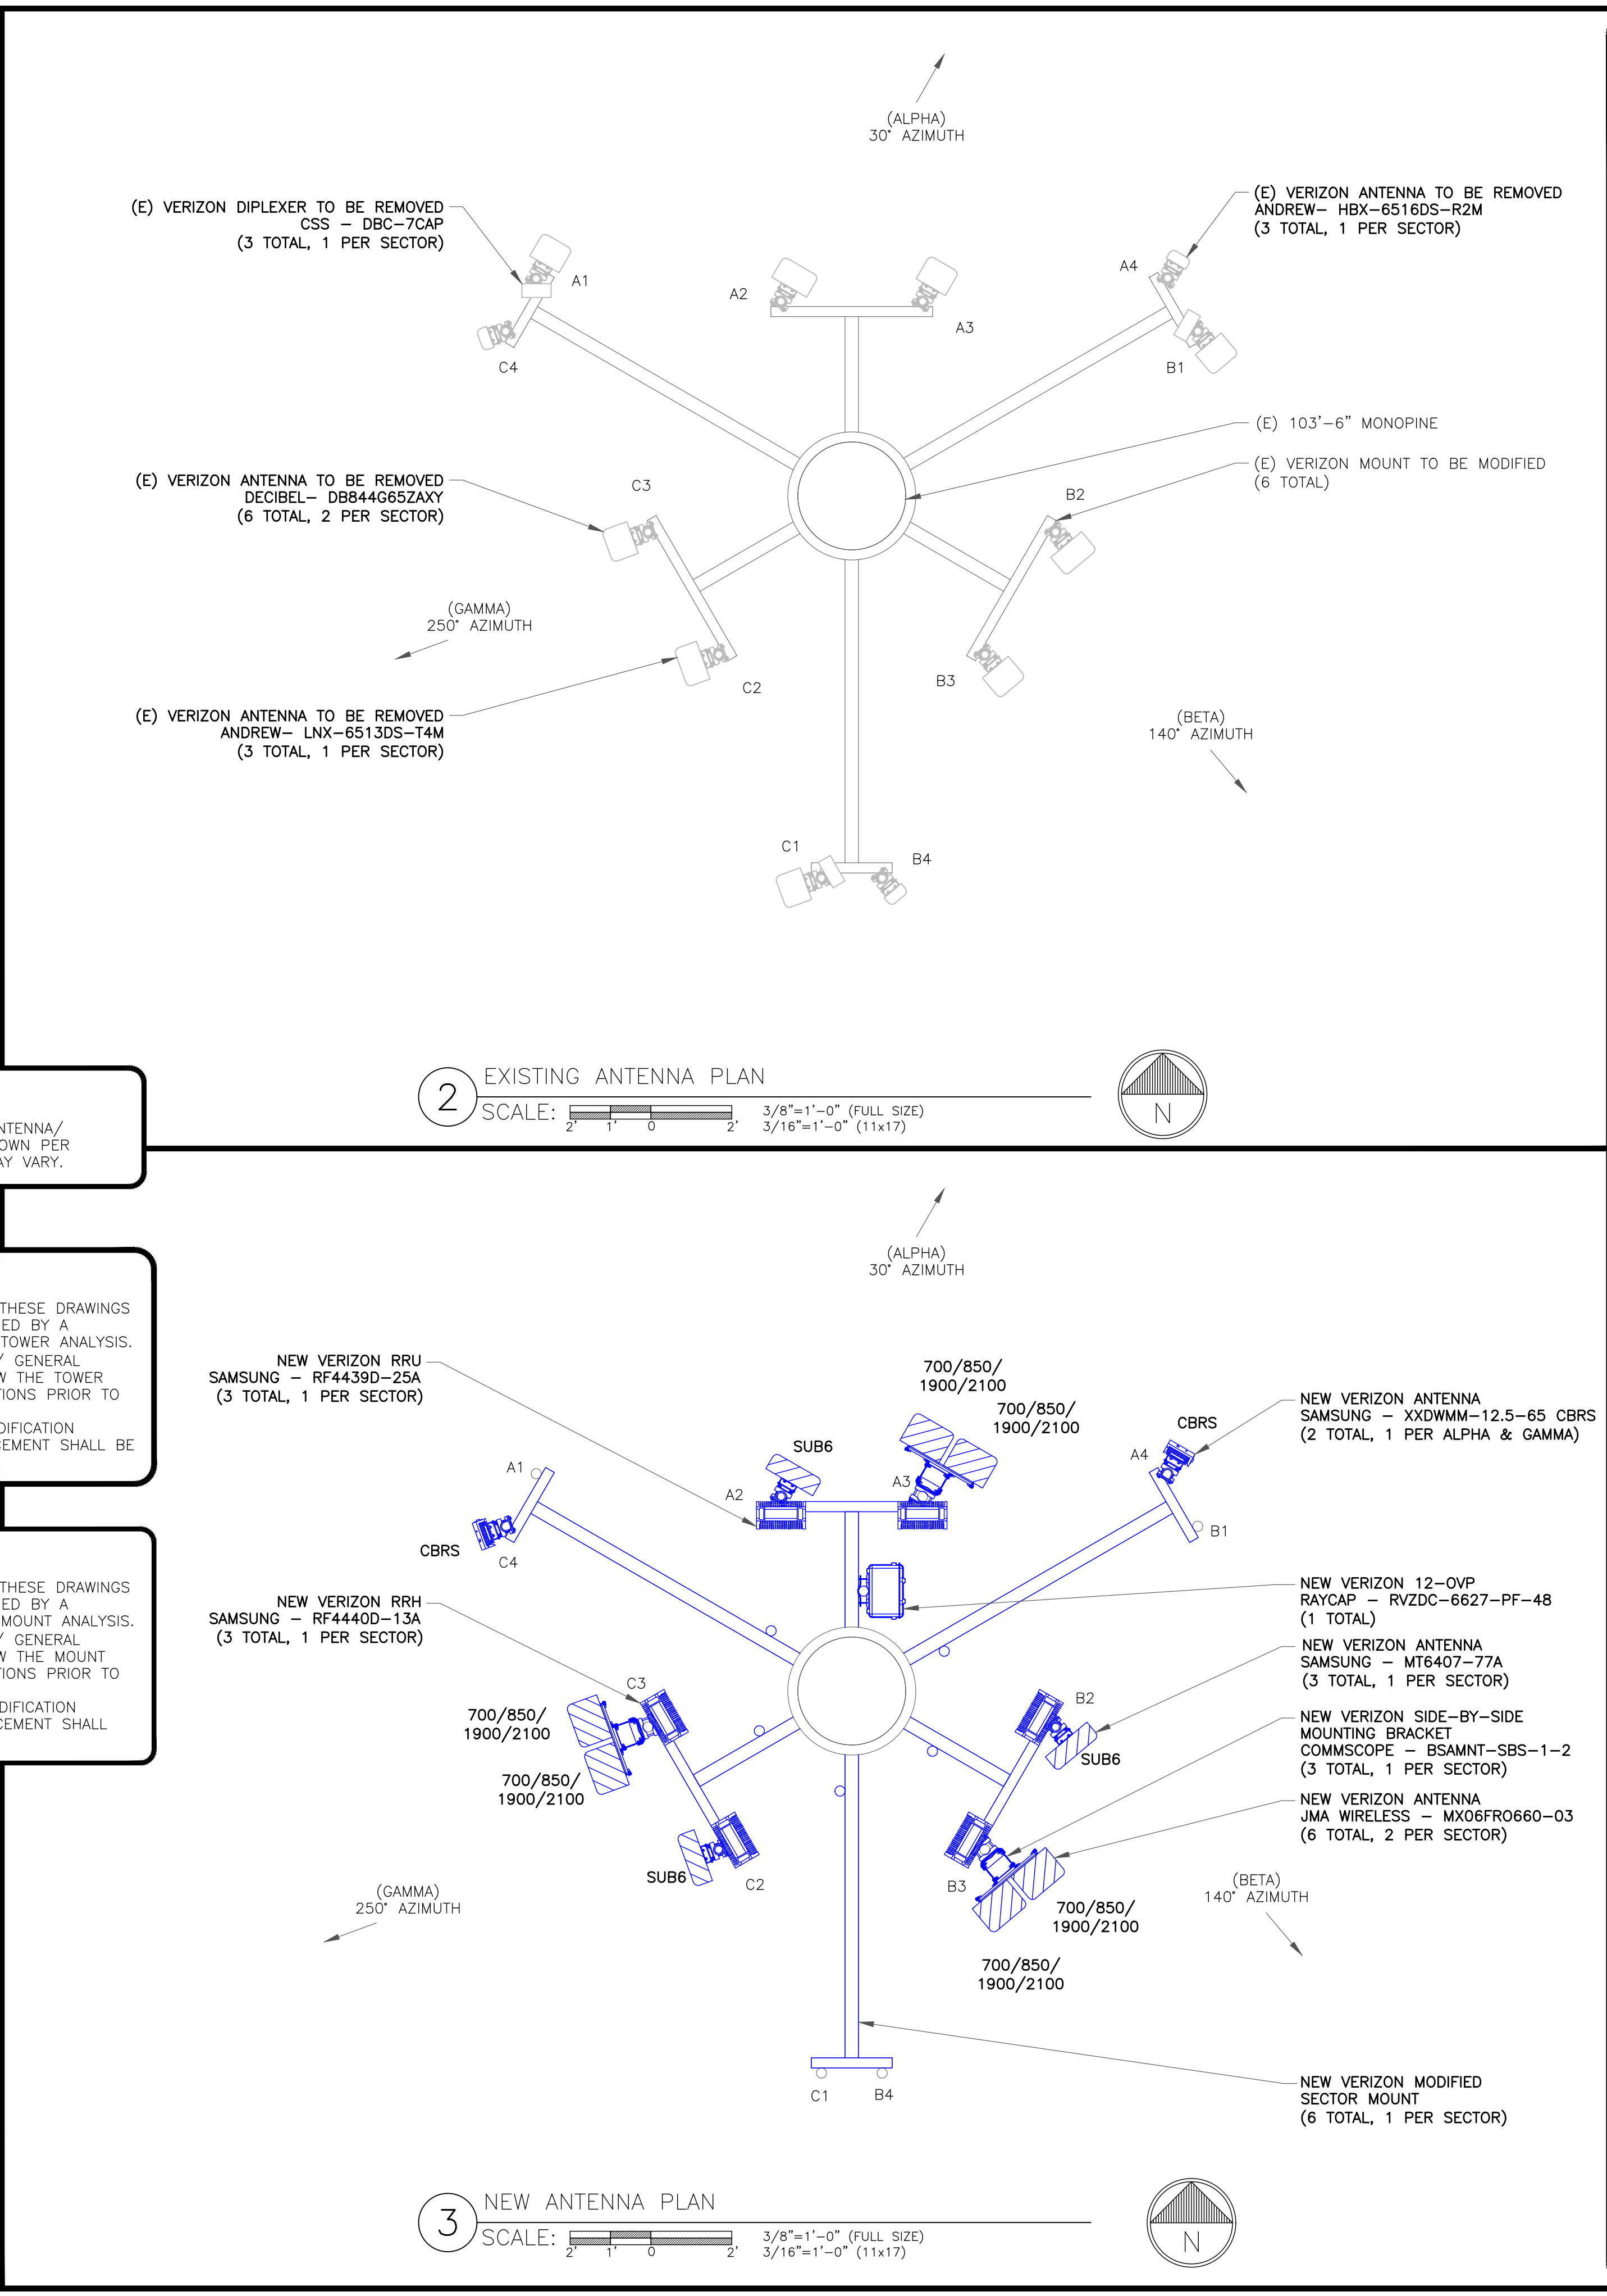 (ALPHA)
30° AZIMUTH
(E) VERIZON DIPLEXER TO BE REMOVED
CSS – DBC–7CAP
(3 TOTAL, 1 PER SECTOR)
(E) VERIZON ANTENNA TO BE REMOVED
ANDREW– HBX–6516DS–R2M
(3 TOTAL, 1 PER SECTOR)
A1
A2
A3
A4
C4
B1
(E) 103'–6" MONOPINE
(E) VERIZON MOUNT TO BE MODIFIED
(6 TOTAL)
(E) VERIZON ANTENNA TO BE REMOVED
DECIBEL– DB844G65ZAXY
(6 TOTAL, 2 PER SECTOR)
C3
B2
(GAMMA)
250° AZIMUTH
C2
B3
(E) VERIZON ANTENNA TO BE REMOVED
ANDREW– LNX–6513DS–T4M
(3 TOTAL, 1 PER SECTOR)
(BETA)
140° AZIMUTH
C1
B4
2
EXISTING ANTENNA PLAN
SCALE:
2' 1' 0 2'
3/8"=1'–0" (FULL SIZE)
3/16"=1'–0" (11x17)
N
NTENNA/
OWN PER
AY VARY.
THESE DRAWINGS
ED BY A
TOWER ANALYSIS.
/ GENERAL
W THE TOWER
TIONS PRIOR TO
DIFICATION
CEMENT SHALL BE
THESE DRAWINGS
ED BY A
MOUNT ANALYSIS.
/ GENERAL
W THE MOUNT
TIONS PRIOR TO
DIFICATION
CEMENT SHALL
(ALPHA)
30° AZIMUTH
NEW VERIZON RRU
SAMSUNG – RF4439D–25A
(3 TOTAL, 1 PER SECTOR)
700/850/
1900/2100
700/850/
1900/2100
NEW VERIZON ANTENNA
SAMSUNG – XXDWMM–12.5–65 CBRS
(2 TOTAL, 1 PER ALPHA & GAMMA)
CBRS
SUB6
A1
A2
A3
A4
B1
CBRS
C4
NEW VERIZON 12–OVP
RAYCAP – RVZDC–6627–PF–48
(1 TOTAL)
NEW VERIZON RRH
SAMSUNG – RF4440D–13A
(3 TOTAL, 1 PER SECTOR)
NEW VERIZON ANTENNA
SAMSUNG – MT6407–77A
(3 TOTAL, 1 PER SECTOR)
C3
B2
700/850/
1900/2100
700/850/
1900/2100
SUB6
NEW VERIZON SIDE–BY–SIDE
MOUNTING BRACKET
COMMSCOPE – BSAMNT–SBS–1–2
(3 TOTAL, 1 PER SECTOR)
NEW VERIZON ANTENNA
JMA WIRELESS – MX06FRO660–03
(6 TOTAL, 2 PER SECTOR)
SUB6
C2
B3
(GAMMA)
250° AZIMUTH
(BETA)
140° AZIMUTH
700/850/
1900/2100
700/850/
1900/2100
C1
B4
NEW VERIZON MODIFIED
SECTOR MOUNT
(6 TOTAL, 1 PER SECTOR)
3
NEW ANTENNA PLAN
SCALE:
2' 1' 0 2'
3/8"=1'–0" (FULL SIZE)
3/16"=1'–0" (11x17)
N